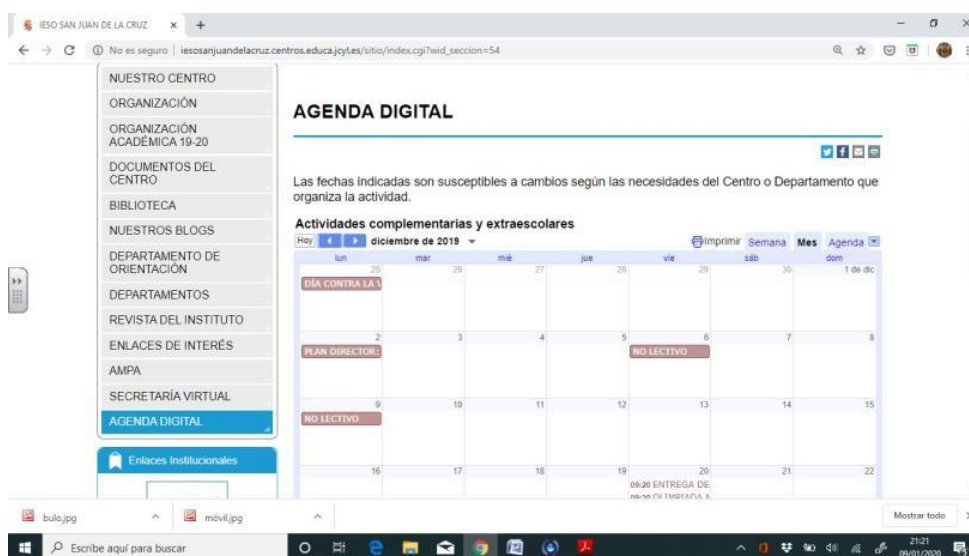 IESO SAN JUAN DE LA CRUZ
No es seguro | iesosanjuandelacruz.centros.educa.jcyl.es/sitio/index.cgi?wid_seccion=54
NUESTRO CENTRO
ORGANIZACIÓN
ORGANIZACIÓN
ACADÉMICA 19-20
DOCUMENTOS DEL
CENTRO
BIBLIOTECA
NUESTROS BLOGS
DEPARTAMENTO DE
ORIENTACIÓN
DEPARTAMENTOS
REVISTA DEL INSTITUTO
ENLACES DE INTERÉS
AMPA
SECRETARÍA VIRTUAL
AGENDA DIGITAL
Enlaces Institucionales
AGENDA DIGITAL
Las fechas indicadas son susceptibles a cambios según las necesidades del Centro o Departamento que
organiza la actividad.
Actividades complementarias y extraescolares
Hoy diciembre de 2019 Imprimir Semana Mes Agenda
lun mar mié jue vie sáb dom
25 26 27 28 29 30 1 de dic
DÍA CONTRA LA
2 3 4 5 6 7 8
PLAN DIRECTOR: NO LECTIVO
9 10 11 12 13 14 15
NO LECTIVO
16 17 18 19 20 21 22
09:20 ENTREGA DE
09:20 OLIMPIADA
bulo.jpg móvil.jpg Mostrar todo
Escribe aquí para buscar
21:21
09/01/2020